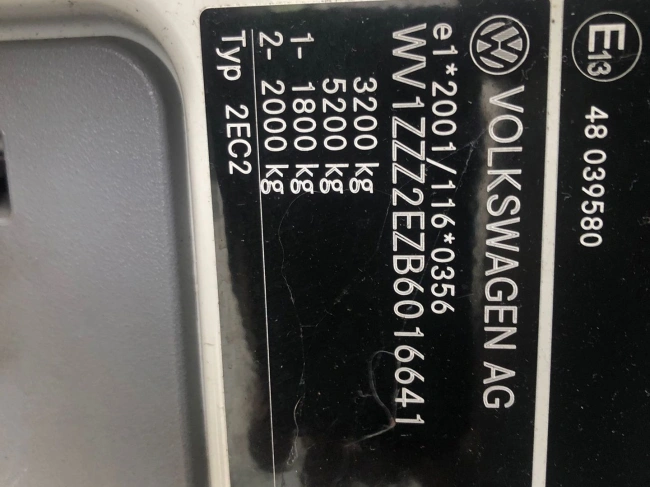 E13
48 039580
VOLKSWAGEN AG
e1*2001/116*0356
WV1ZZZ2EZB6016641
3200 kg
5200 kg
1- 1800 kg
2- 2000 kg
Typ 2EC2